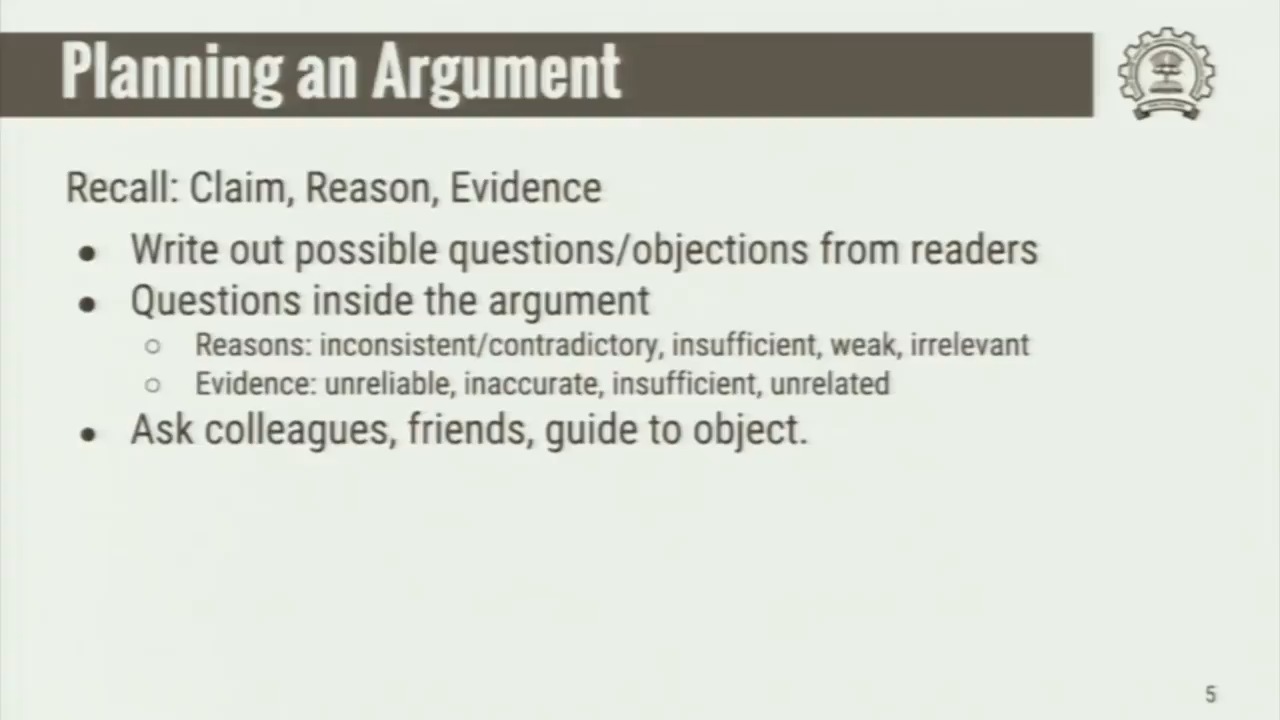 Planning an Argument
Recall: Claim, Reason, Evidence
● Write out possible questions/objections from readers
● Questions inside the argument
○ Reasons: inconsistent/contradictory, insufficient, weak, irrelevant
○ Evidence: unreliable, inaccurate, insufficient, unrelated
● Ask colleagues, friends, guide to object.
5